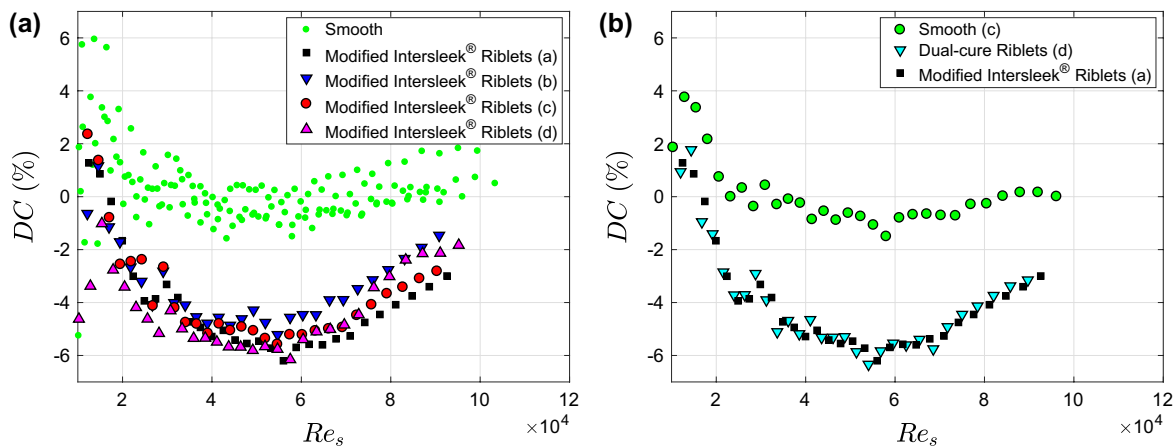 (a)
Smooth
Modified Intersleek® Riblets (a)
Modified Intersleek® Riblets (b)
Modified Intersleek® Riblets (c)
Modified Intersleek® Riblets (d)
6
4
2
0
-2
-4
-6
DC (%)
2 4 6 8 10 12
×10⁴
Re_s
(b)
Smooth (c)
Dual-cure Riblets (d)
Modified Intersleek® Riblets (a)
6
4
2
0
-2
-4
-6
DC (%)
2 4 6 8 10 12
×10⁴
Re_s